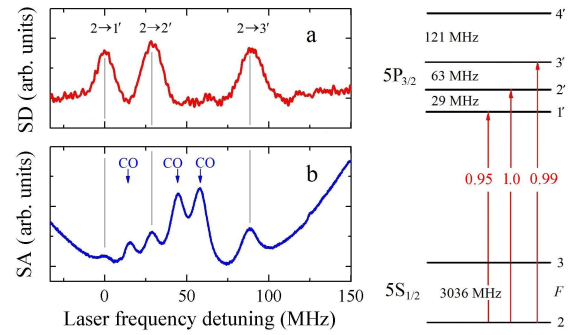 2→1′ 2→2′ 2→3′
a
SD (arb. units)
CO CO CO
b
SA (arb. units)
0 50 100 150
Laser frequency detuning (MHz)
4′
121 MHz
3′
5P3/2
63 MHz
2′
29 MHz
1′
0.95 1.0 0.99
3
5S1/2
3036 MHz
F
2